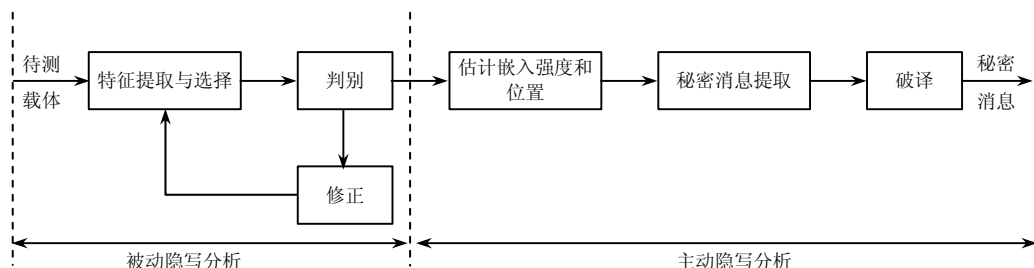 待测
载体
特征提取与选择
判别
修正
估计嵌入强度和
位置
秘密消息提取
破译
秘密
消息
被动隐写分析
主动隐写分析